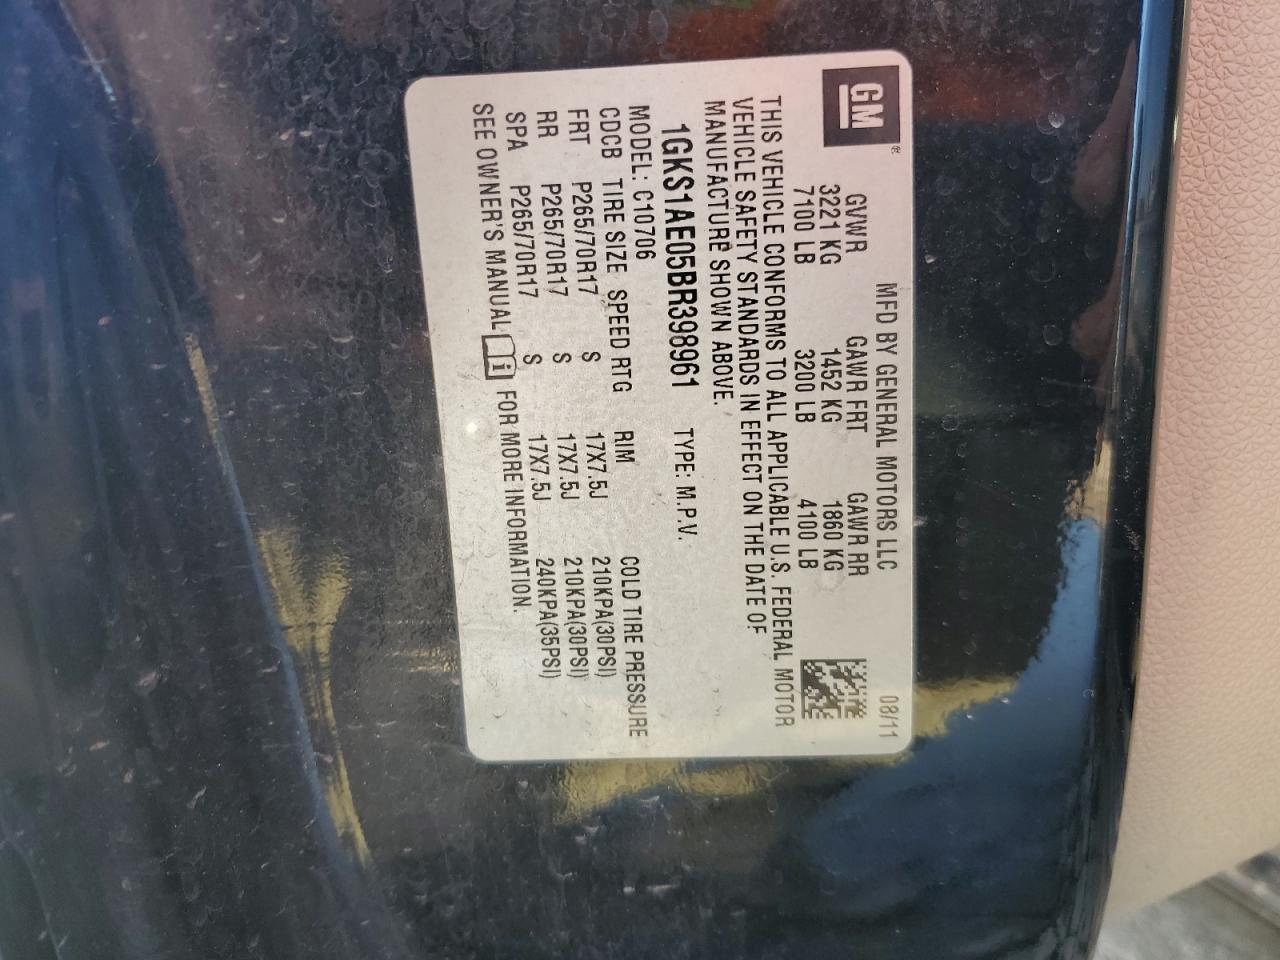 GM
MFD BY GENERAL MOTORS LLC 08/11
GVWR GAWR FRT GAWR RR
3221 KG 1452 KG 1860 KG
7100 LB 3200 LB 4100 LB
THIS VEHICLE CONFORMS TO ALL APPLICABLE U.S. FEDERAL MOTOR
VEHICLE SAFETY STANDARDS IN EFFECT ON THE DATE OF
MANUFACTURE SHOWN ABOVE.
1GKS1AE05BR398961 TYPE: M.P.V.
MODEL: C10706
CDCB TIRE SIZE SPEED RTG RIM COLD TIRE PRESSURE
FRT P265/70R17 S 17X7.5J 210KPA(30PSI)
RR P265/70R17 S 17X7.5J 210KPA(30PSI)
SPA P265/70R17 S 17X7.5J 240KPA(35PSI)
SEE OWNER'S MANUAL i FOR MORE INFORMATION.